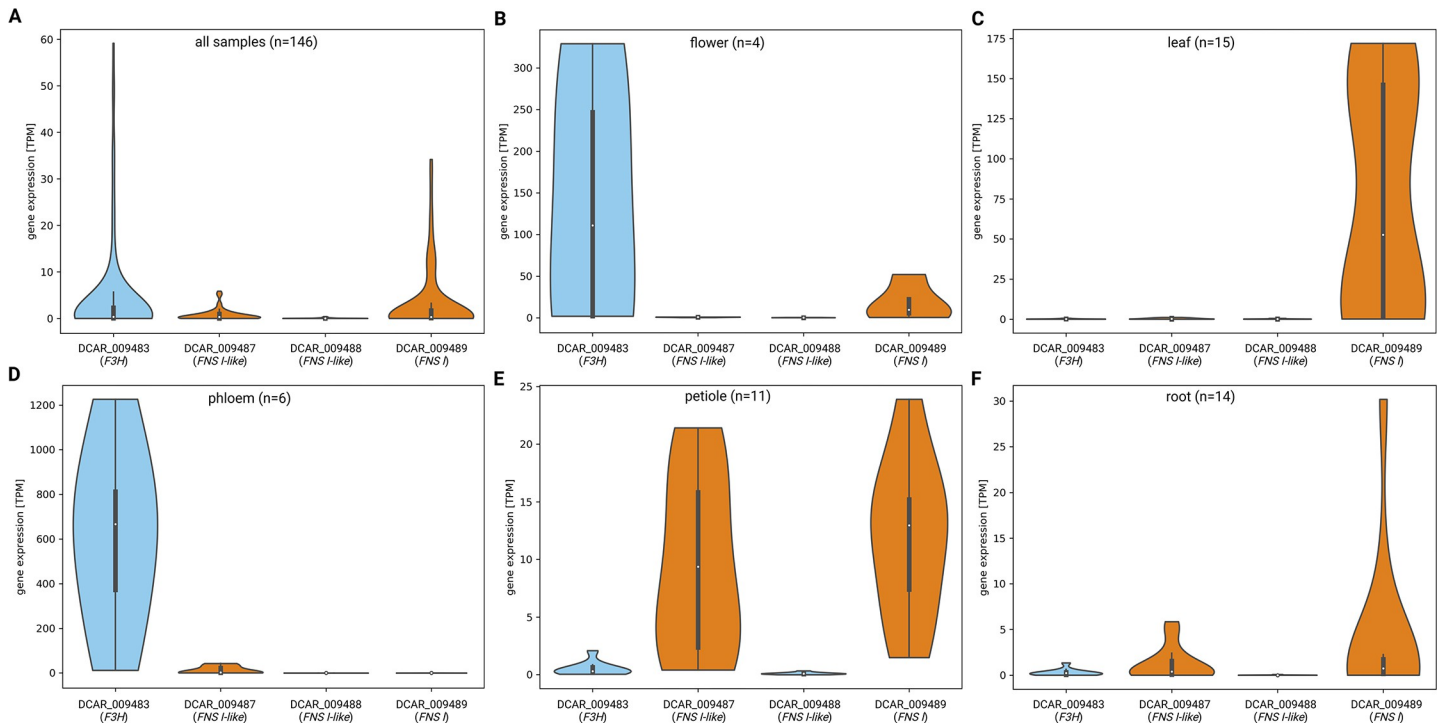 A
all samples (n=146)
gene expression [TPM]
60
50
40
30
20
10
0
DCAR_009483 DCAR_009487 DCAR_009488 DCAR_009489
(F3H) (FNS I-like) (FNS I-like) (FNS I)
B
flower (n=4)
gene expression [TPM]
300
250
200
150
100
50
0
DCAR_009483 DCAR_009487 DCAR_009488 DCAR_009489
(F3H) (FNS I-like) (FNS I-like) (FNS I)
C
leaf (n=15)
gene expression [TPM]
175
150
125
100
75
50
25
0
DCAR_009483 DCAR_009487 DCAR_009488 DCAR_009489
(F3H) (FNS I-like) (FNS I-like) (FNS I)
D
phloem (n=6)
gene expression [TPM]
1200
1000
800
600
400
200
0
DCAR_009483 DCAR_009487 DCAR_009488 DCAR_009489
(F3H) (FNS I-like) (FNS I-like) (FNS I)
E
petiole (n=11)
gene expression [TPM]
25
20
15
10
5
0
DCAR_009483 DCAR_009487 DCAR_009488 DCAR_009489
(F3H) (FNS I-like) (FNS I-like) (FNS I)
F
root (n=14)
gene expression [TPM]
30
25
20
15
10
5
0
DCAR_009483 DCAR_009487 DCAR_009488 DCAR_009489
(F3H) (FNS I-like) (FNS I-like) (FNS I)